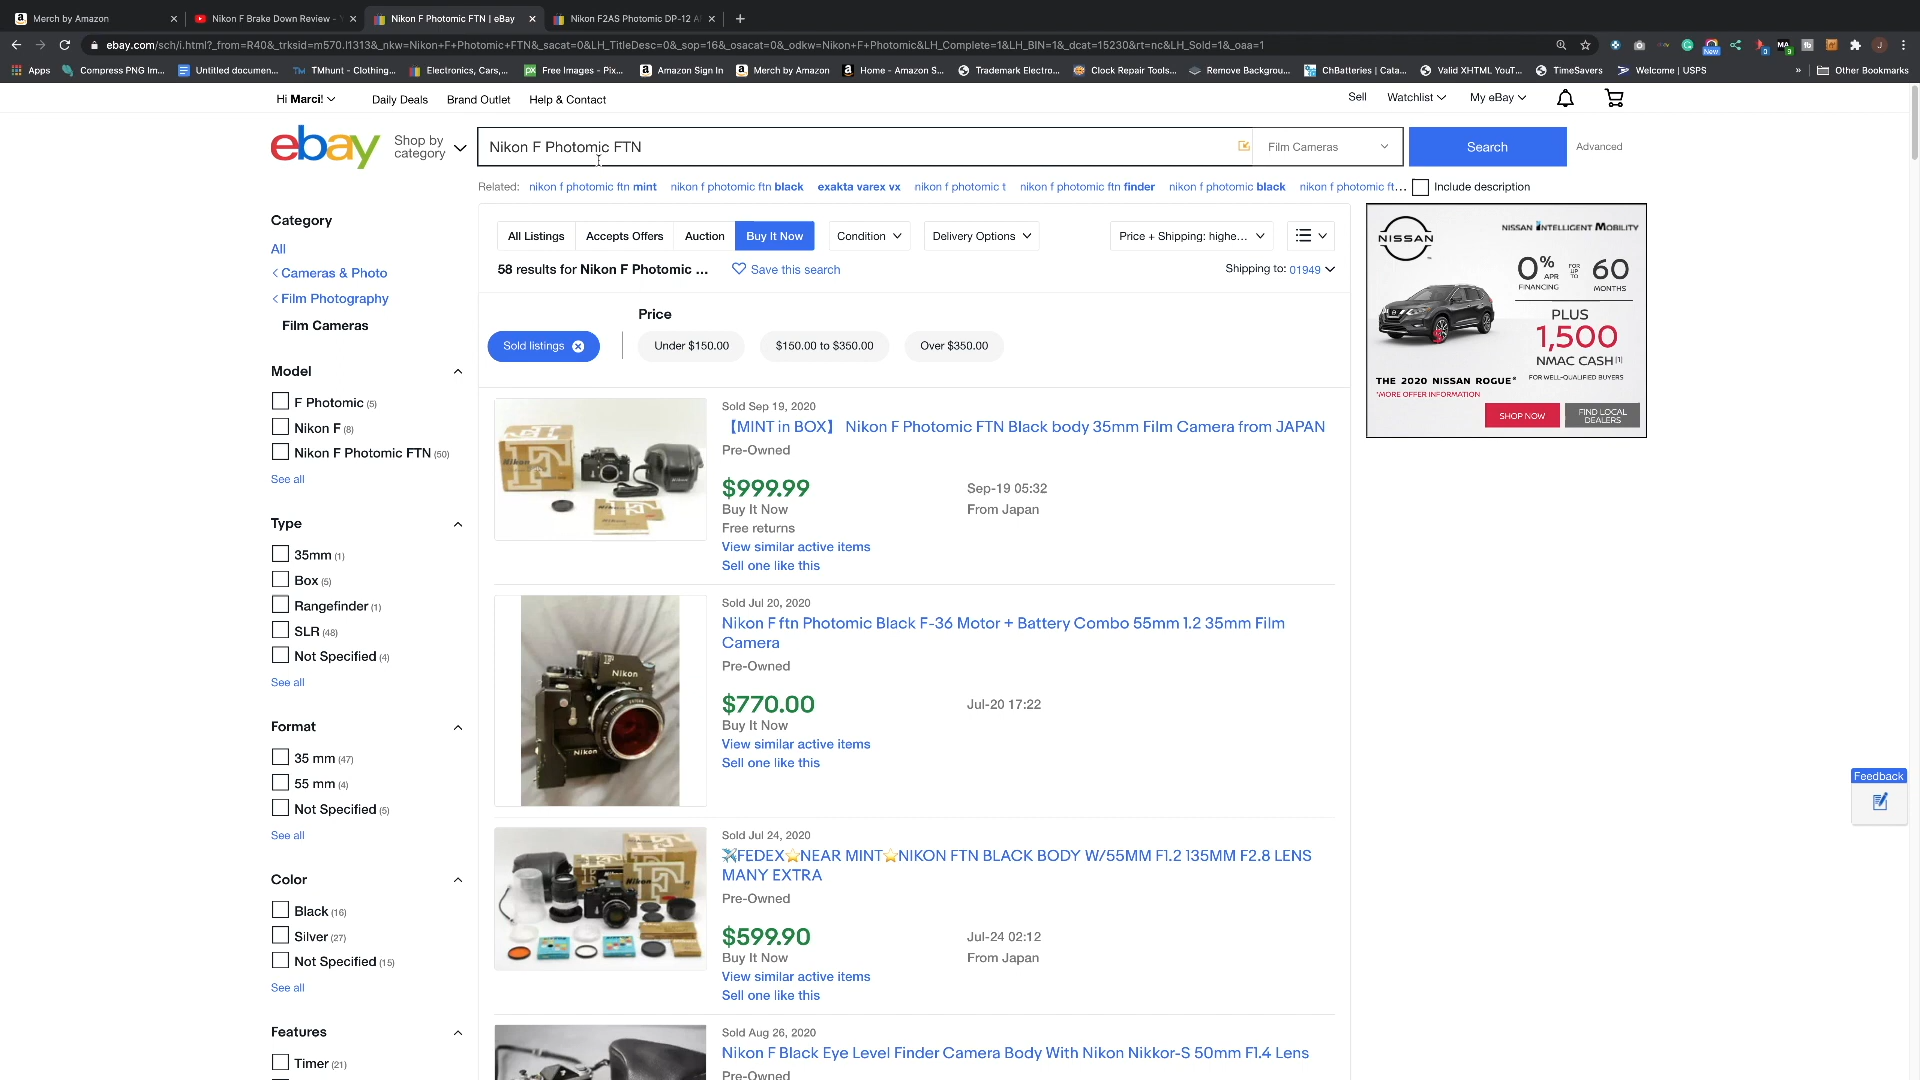 Merch by Amazon
Nikon F Brake Down Review -
Nikon F Photomic FTN | eBay
Nikon F2AS Photomic DP-12 A
ebay.com/sch/i.html?_from=R40&_trksid=m570.l1313&_nkw=Nikon+F+Photomic+FTN&_sacat=0&LH_TitleDesc=0&_sop=16&_osacat=0&_odkw=Nikon+F+Photomic&LH_Complete=1&LH_BIN=1&_dcat=15230&rt=nc&LH_Sold=1&_oaa=1
Apps
Compress PNG Im...
Untitled documen...
TMhunt - Clothing...
Electronics, Cars,...
Free Images - Pix...
Amazon Sign In
Merch by Amazon
Home - Amazon S...
Trademark Electro...
Clock Repair Tools...
Remove Backgrou...
ChBatteries | Cata...
Valid XHTML YouT...
TimeSavers
Welcome | USPS
»
Other Bookmarks
Hi Marci!
Daily Deals
Brand Outlet
Help & Contact
Sell
Watchlist
My eBay
ebay
Shop by category
Nikon F Photomic FTN
Film Cameras
Search
Advanced
Related: nikon f photomic ftn mint nikon f photomic ftn black exakta varex vx nikon f photomic t nikon f photomic ftn finder nikon f photomic black nikon f photomic ft...
Include description
Category
All
< Cameras & Photo
< Film Photography
Film Cameras
Model
F Photomic (5)
Nikon F (8)
Nikon F Photomic FTN (50)
See all
Type
35mm (1)
Box (5)
Rangefinder (1)
SLR (48)
Not Specified (4)
See all
Format
35 mm (47)
55 mm (4)
Not Specified (5)
See all
Color
Black (16)
Silver (27)
Not Specified (15)
See all
Features
Timer (21)
All Listings
Accepts Offers
Auction
Buy It Now
Condition
Delivery Options
Price + Shipping: highe...
58 results for Nikon F Photomic ...
Save this search
Shipping to: 01949
Price
Sold listings
Under $150.00
$150.00 to $350.00
Over $350.00
Sold Sep 19, 2020
【MINT in BOX】 Nikon F Photomic FTN Black body 35mm Film Camera from JAPAN
Pre-Owned
$999.99
Sep-19 05:32
Buy It Now
From Japan
Free returns
View similar active items
Sell one like this
Sold Jul 20, 2020
Nikon F ftn Photomic Black F-36 Motor + Battery Combo 55mm 1.2 35mm Film
Camera
Pre-Owned
$770.00
Jul-20 17:22
Buy It Now
View similar active items
Sell one like this
F
Nikon
Nikon
Sold Jul 24, 2020
✈FEDEX⭐NEAR MINT⭐NIKON FTN BLACK BODY W/55MM F1.2 135MM F2.8 LENS
MANY EXTRA
Pre-Owned
$599.90
Jul-24 02:12
Buy It Now
From Japan
View similar active items
Sell one like this
Sold Aug 26, 2020
Nikon F Black Eye Level Finder Camera Body With Nikon Nikkor-S 50mm F1.4 Lens
Pre-Owned
NISSAN
NISSAN INTELLIGENT MOBILITY
0% APR FINANCING FOR UP TO 60 MONTHS
PLUS
1,500
NMAC CASH [1]
FOR WELL-QUALIFIED BUYERS
THE 2020 NISSAN ROGUE®
*MORE OFFER INFORMATION
SHOP NOW
FIND LOCAL DEALERS
Feedback